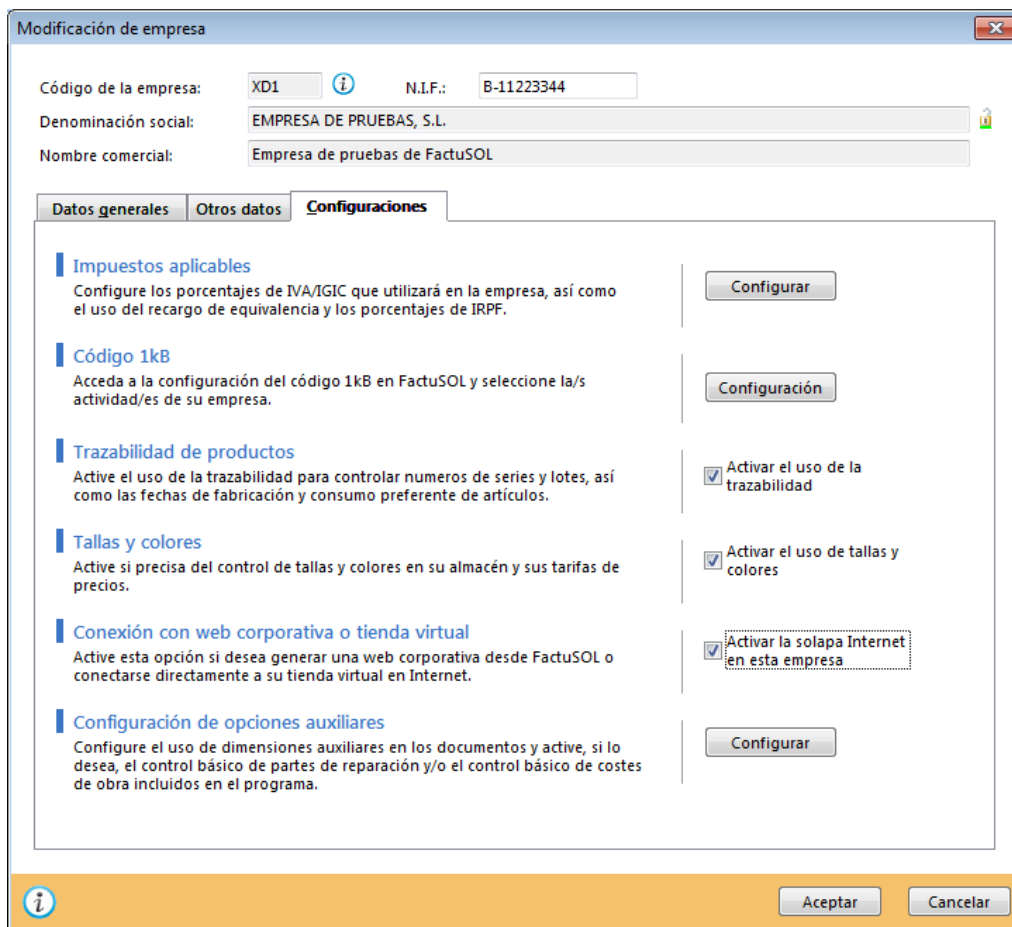 Modificación de empresa
Código de la empresa: XD1 N.I.F.: B-11223344
Denominación social: EMPRESA DE PRUEBAS, S.L.
Nombre comercial: Empresa de pruebas de FactuSOL
Datos generales Otros datos Configuraciones
Impuestos aplicables
Configure los porcentajes de IVA/IGIC que utilizará en la empresa, así como
el uso del recargo de equivalencia y los porcentajes de IRPF.
Configurar
Código 1kB
Acceda a la configuración del código 1kB en FactuSOL y seleccione la/s
actividad/es de su empresa.
Configuración
Trazabilidad de productos
Active el uso de la trazabilidad para controlar numeros de series y lotes, así
como las fechas de fabricación y consumo preferente de artículos.
Activar el uso de la
trazabilidad
Tallas y colores
Active si precisa del control de tallas y colores en su almacén y sus tarifas de
precios.
Activar el uso de tallas y
colores
Conexión con web corporativa o tienda virtual
Active esta opción si desea generar una web corporativa desde FactuSOL o
conectarse directamente a su tienda virtual en Internet.
Activar la solapa Internet
en esta empresa
Configuración de opciones auxiliares
Configure el uso de dimensiones auxiliares en los documentos y active, si lo
desea, el control básico de partes de reparación y/o el control básico de costes
de obra incluidos en el programa.
Configurar
Aceptar Cancelar